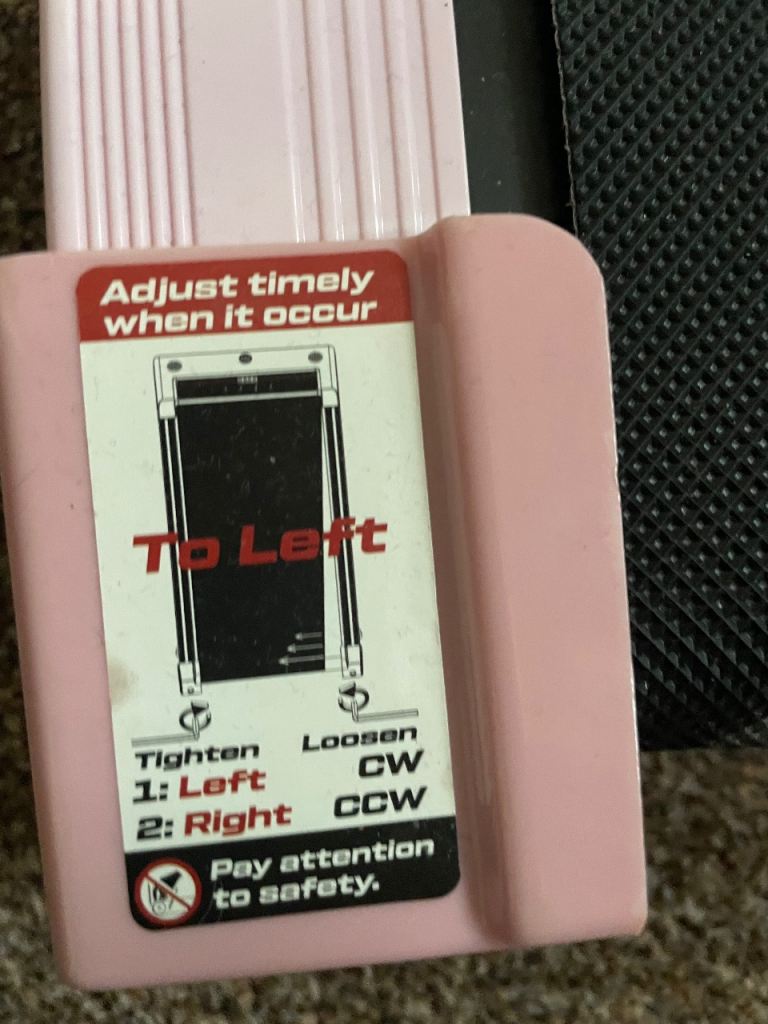 Adjust timely
when it occur
To Left
Tighten Loosen
1: Left CW
2: Right CCW
Pay attention
to safety.